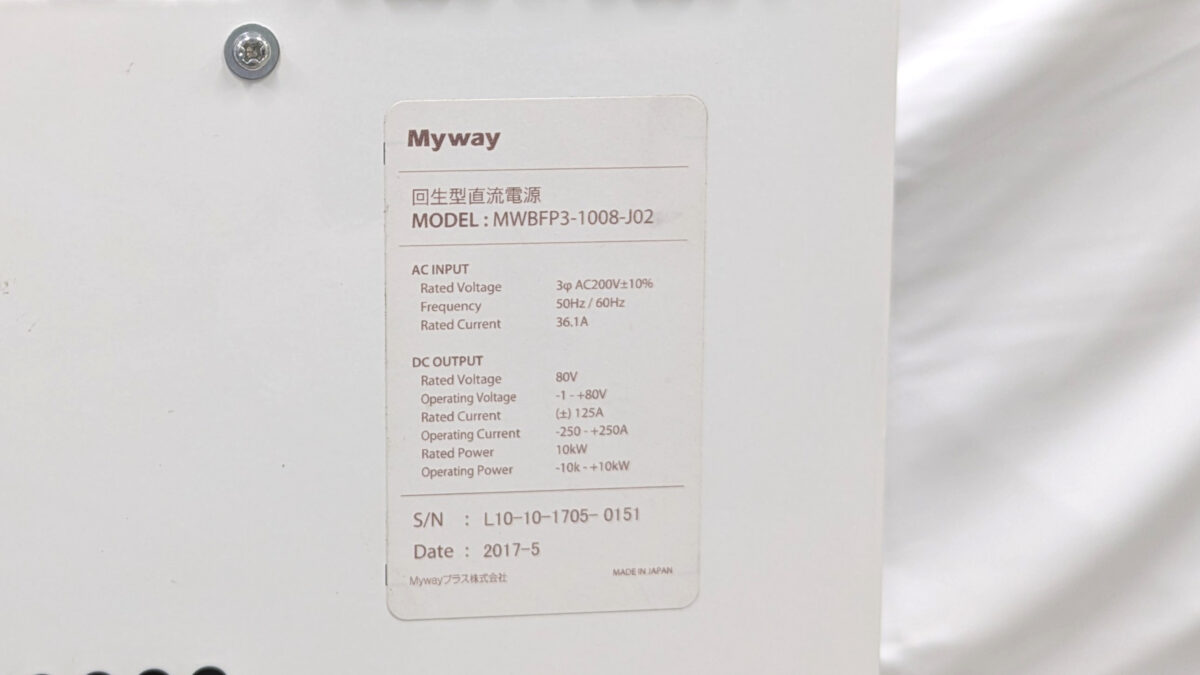 Myway
回生型直流電源
MODEL : MWBFP3-1008-J02
AC INPUT
Rated Voltage 3φ AC200V±10%
Frequency 50Hz / 60Hz
Rated Current 36.1A
DC OUTPUT
Rated Voltage 80V
Operating Voltage -1 - +80V
Rated Current (±) 125A
Operating Current -250 - +250A
Rated Power 10kW
Operating Power -10k - +10kW
S/N : L10-10-1705-0151
Date : 2017-5
Mywayプラス株式会社 MADE IN JAPAN